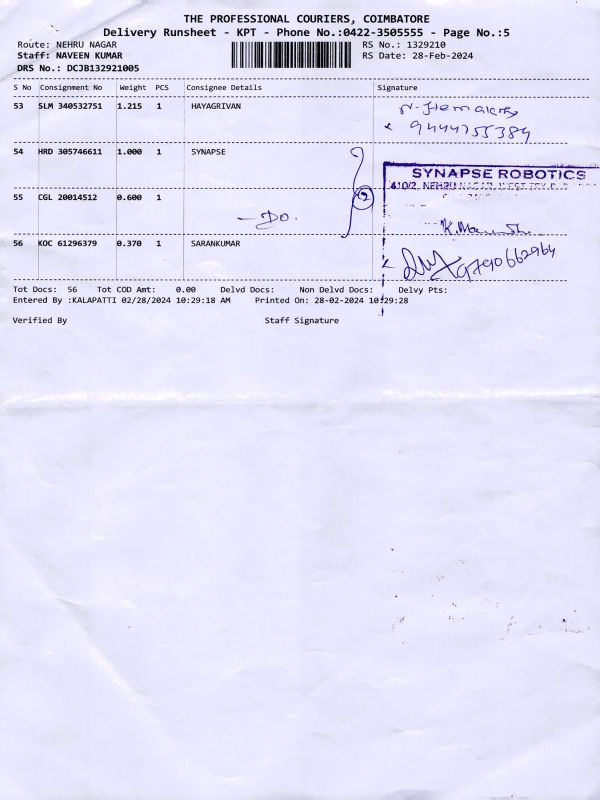 THE PROFESSIONAL COURIERS, COIMBATORE
Delivery Runsheet - KPT - Phone No.:0422-3505555 - Page No.:5
Route: NEHRU NAGAR RS No.: 1329210
Staff: NAVEEN KUMAR RS Date: 28-Feb-2024
DRS No.: DCJB132921005
S No Consignment No Weight PCS Consignee Details Signature
53 SLM 340532751 1.215 1 HAYAGRIVAN
9444755384
54 HRD 305746611 1.000 1 SYNAPSE
SYNAPSE ROBOTICS
410/2, NEHRU NAGAR, WEST
55 CGL 20014512 0.600 1
-Do.
56 KOC 61296379 0.370 1 SARANKUMAR
9790662964
Tot Docs: 56 Tot COD Amt: 0.00 Delvd Docs: Non Delvd Docs: Delvy Pts:
Entered By :KALAPATTI 02/28/2024 10:29:18 AM Printed On: 28-02-2024 10:29:28
Verified By Staff Signature